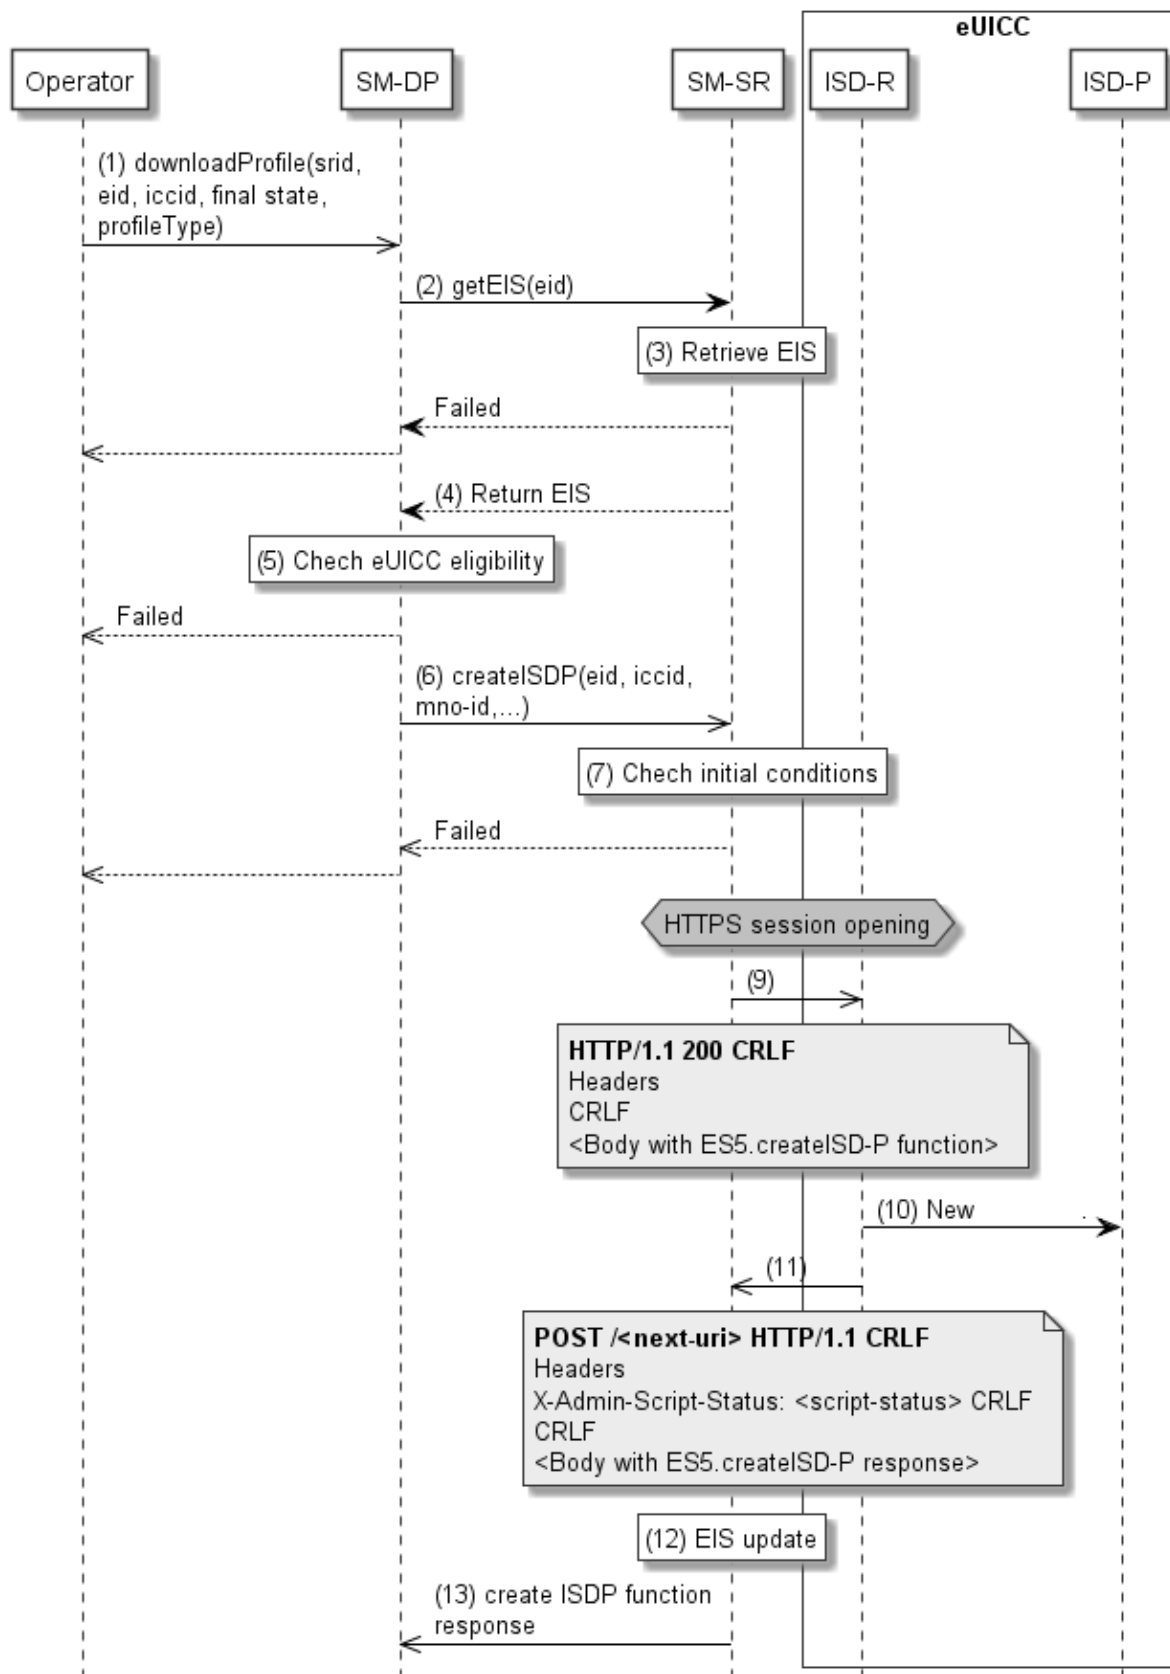 eUICC
Operator
SM-DP
SM-SR
ISD-R
ISD-P
(1) downloadProfile(srid,
eid, iccid, final state,
profileType)
(2) getEIS(eid)
(3) Retrieve EIS
Failed
(4) Return EIS
(5) Chech eUICC eligibility
Failed
(6) createISDP(eid, iccid,
mno-id,...)
(7) Chech initial conditions
Failed
HTTPS session opening
(9)
HTTP/1.1 200 CRLF
Headers
CRLF
<Body with ES5.createISD-P function>
(10) New .
(11)
POST /<next-uri> HTTP/1.1 CRLF
Headers
X-Admin-Script-Status: <script-status> CRLF
CRLF
<Body with ES5.createISD-P response>
(12) EIS update
(13) create ISDP function
response